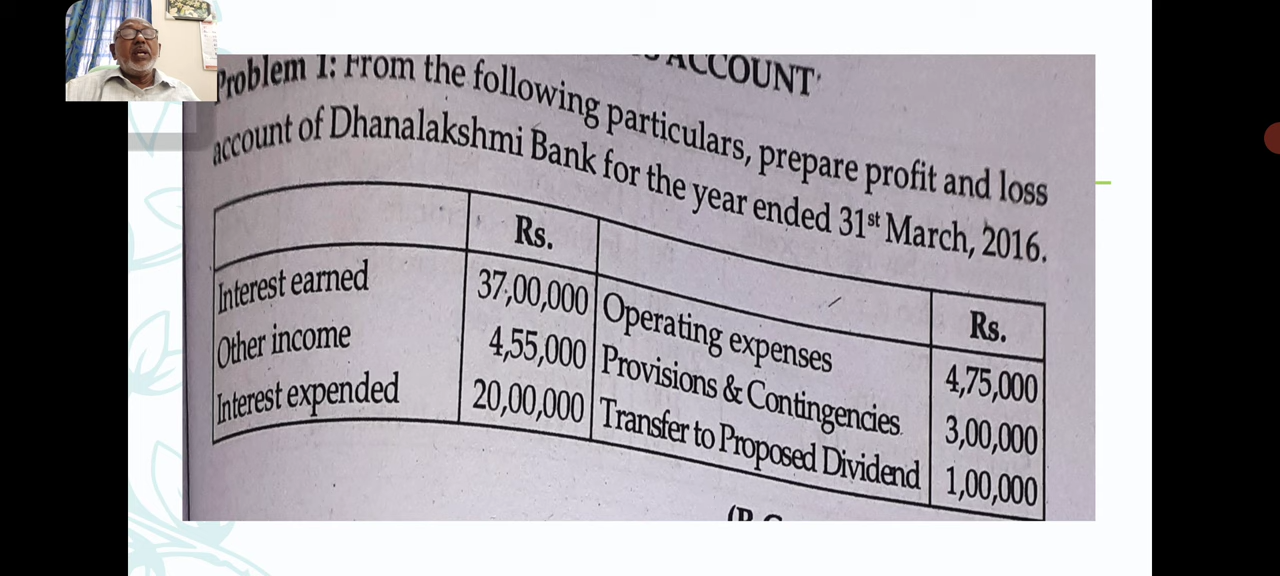 ACCOUNT
Problem 1: From the following particulars, prepare profit and loss
account of Dhanalakshmi Bank for the year ended 31st March, 2016.
Rs. Rs.
Interest earned 37,00,000 Operating expenses 4,75,000
Other income 4,55,000 Provisions & Contingencies 3,00,000
Interest expended 20,00,000 Transfer to Proposed Dividend 1,00,000